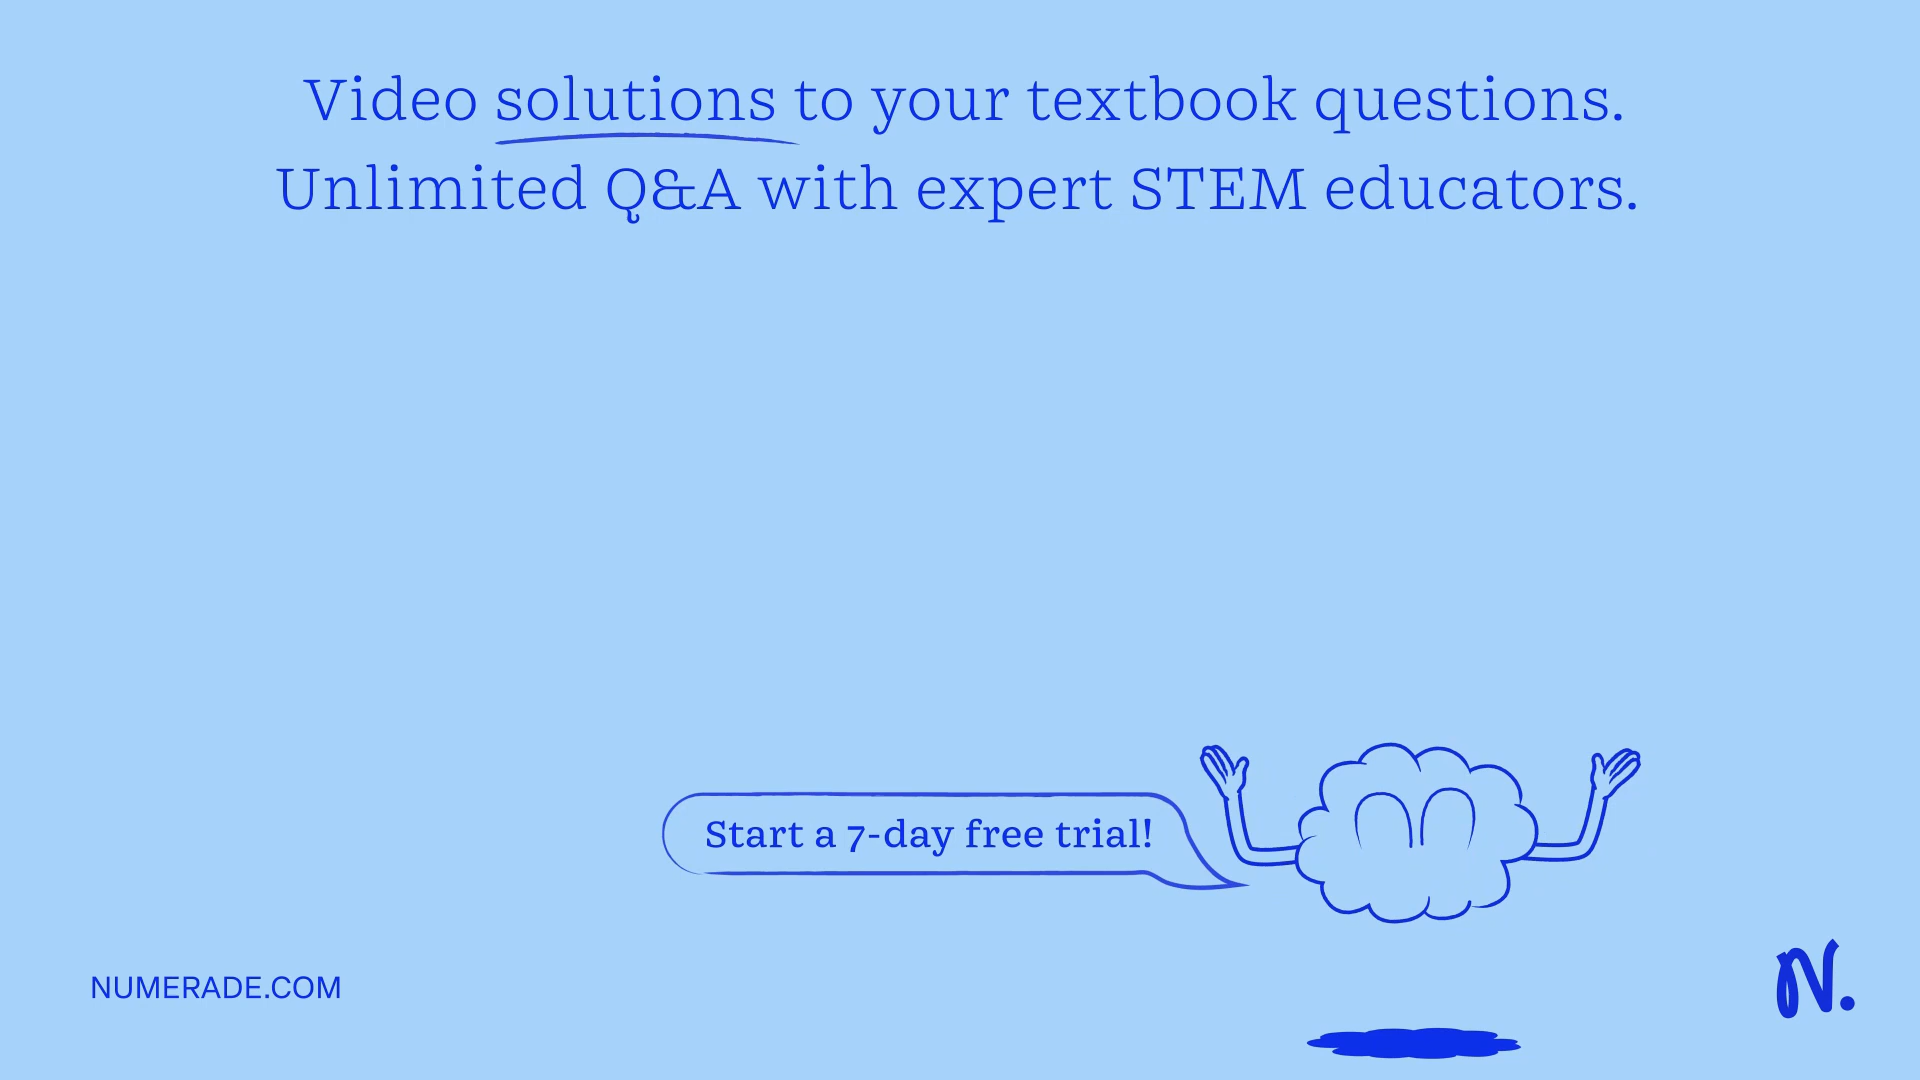 Video solutions to your textbook questions.
Unlimited Q&A with expert STEM educators.
Start a 7-day free trial!
NUMERADE.COM
N.